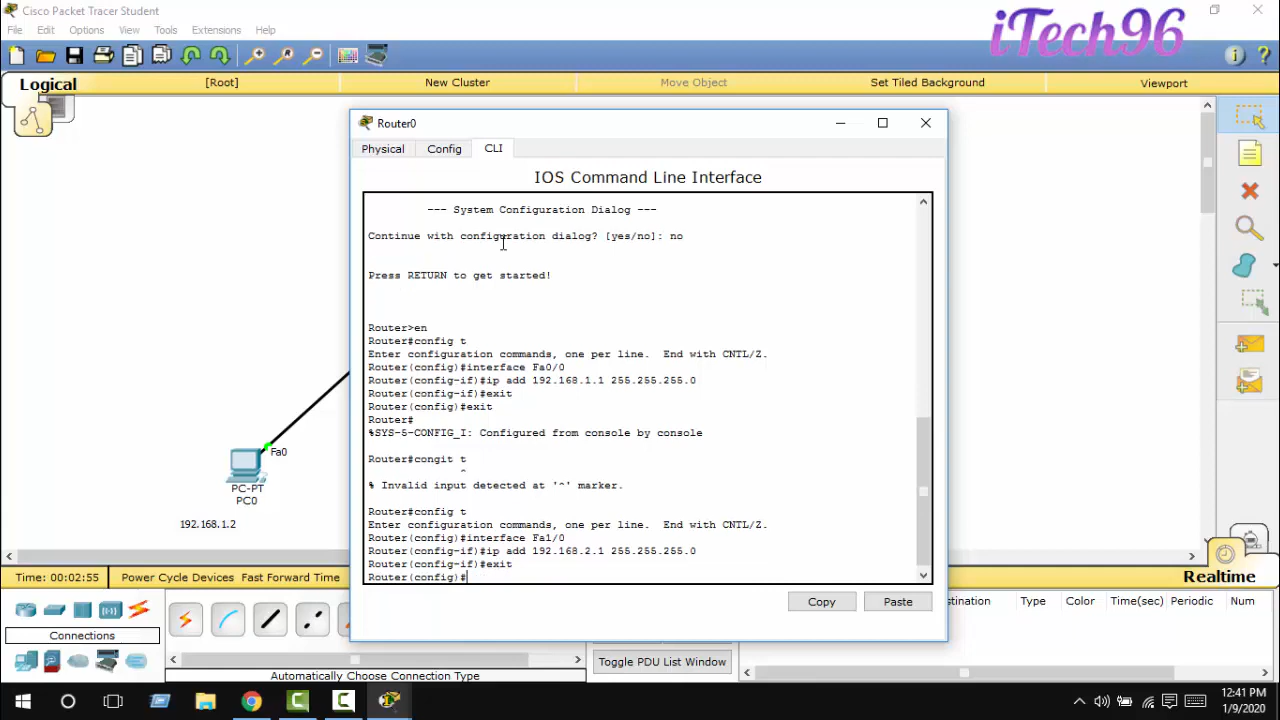 Cisco Packet Tracer Student
iTech96
File Edit Options View Tools Extensions Help
Logical [Root] New Cluster Move Object Set Tiled Background Viewport
Router0
Physical Config CLI
IOS Command Line Interface
--- System Configuration Dialog ---
Continue with configuration dialog? [yes/no]: no
Press RETURN to get started!
Router>en
Router#config t
Enter configuration commands, one per line.  End with CNTL/Z.
Router(config)#interface Fa0/0
Router(config-if)#ip add 192.168.1.1 255.255.255.0
Router(config-if)#exit
Router(config)#exit
Router#
%SYS-5-CONFIG_I: Configured from console by console
Router#congit t
^
% Invalid input detected at '^' marker.
Router#config t
Enter configuration commands, one per line.  End with CNTL/Z.
Router(config)#interface Fa1/0
Router(config-if)#ip add 192.168.2.1 255.255.255.0
Router(config-if)#exit
Router(config)#
Copy Paste
Fa0
PC-PT
PC0
192.168.1.2
Time: 00:02:55 Power Cycle Devices Fast Forward Time Realtime
Connections
Automatically Choose Connection Type
Toggle PDU List Window
stination Type Color Time(sec) Periodic Num
12:41 PM
1/9/2020